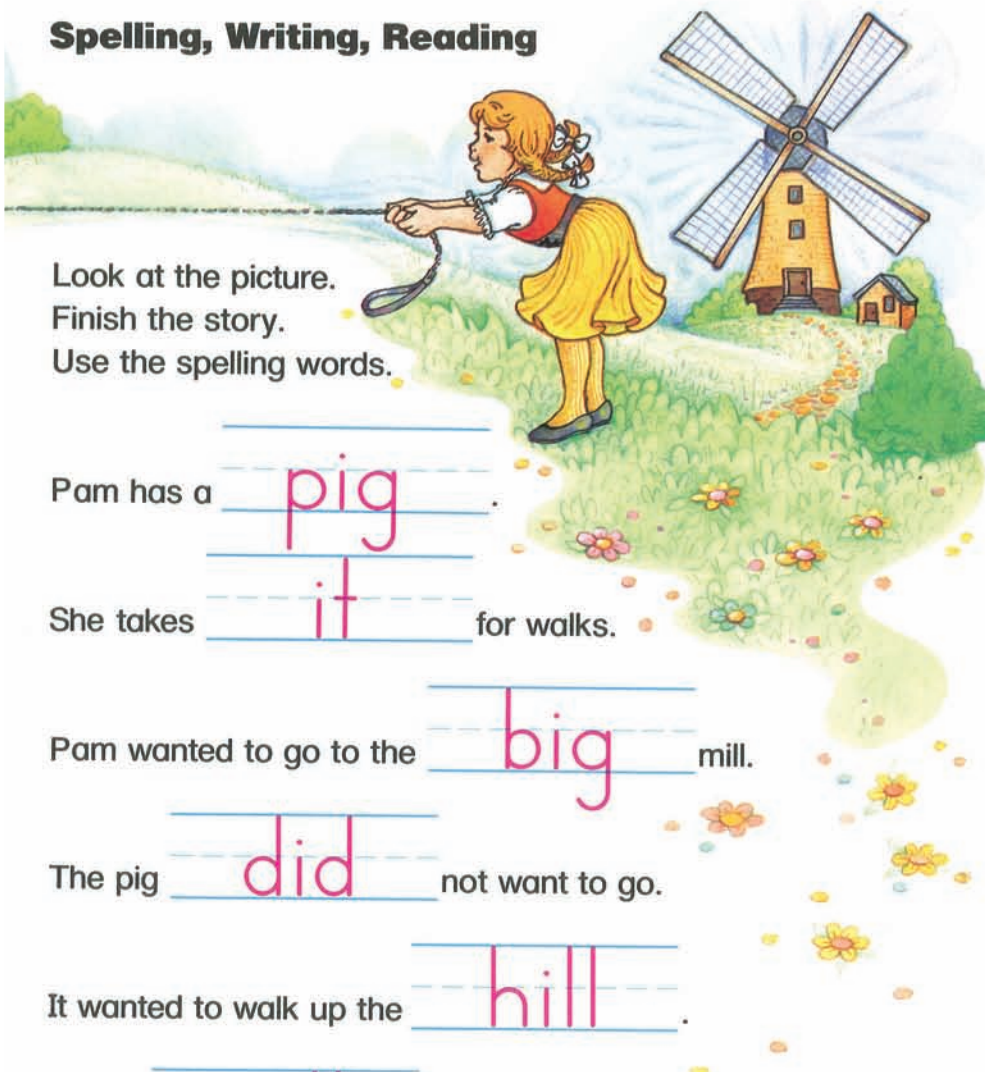 Spelling, Writing, Reading
Look at the picture.
Finish the story.
Use the spelling words.
Pam has a pig.
She takes it for walks.
Pam wanted to go to the big mill.
The pig did not want to go.
It wanted to walk up the hill.